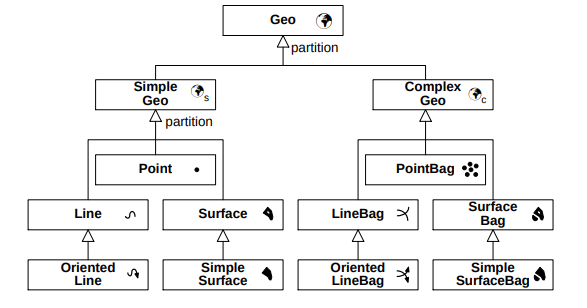 Geo
partition
Simple
Geo
s
Complex
Geo
c
partition
Point
PointBag
Line
Surface
LineBag
Surface
Bag
Oriented
Line
Simple
Surface
Oriented
LineBag
Simple
SurfaceBag